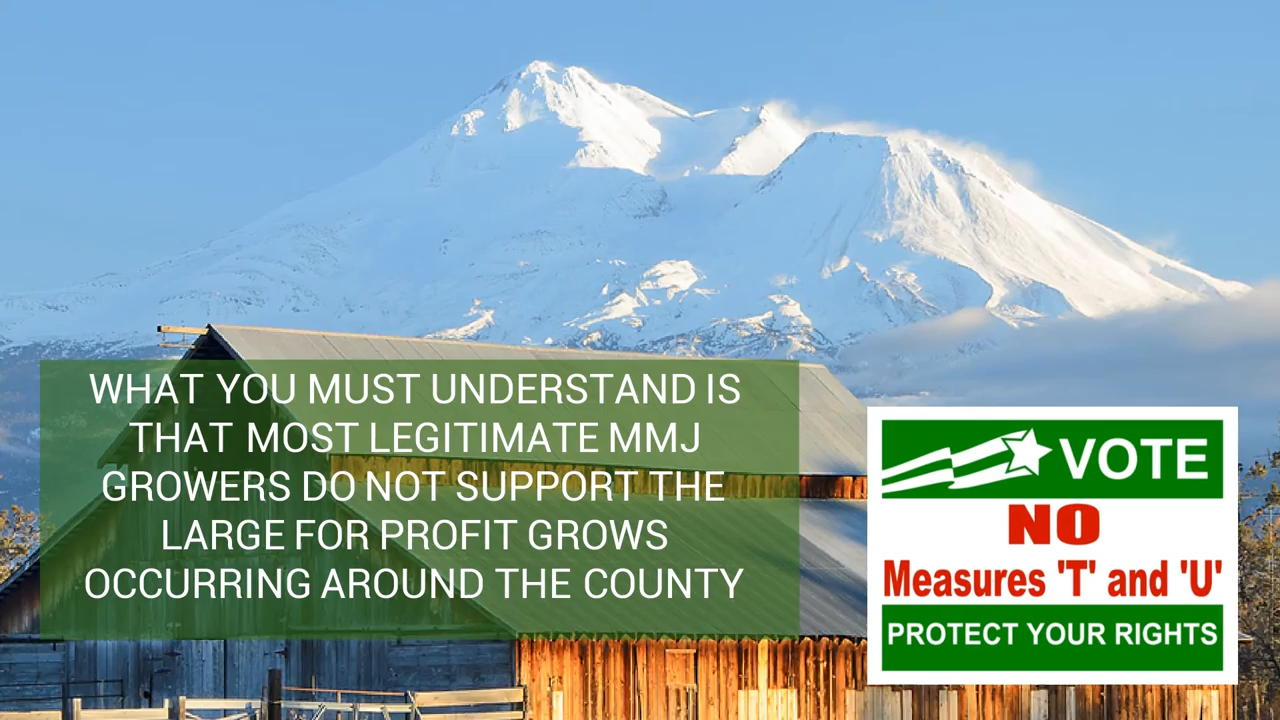 WHAT YOU MUST UNDERSTAND IS
THAT MOST LEGITIMATE MMJ
GROWERS DO NOT SUPPORT THE
LARGE FOR PROFIT GROWS
OCCURRING AROUND THE COUNTY
VOTE
NO
Measures 'T' and 'U'
PROTECT YOUR RIGHTS